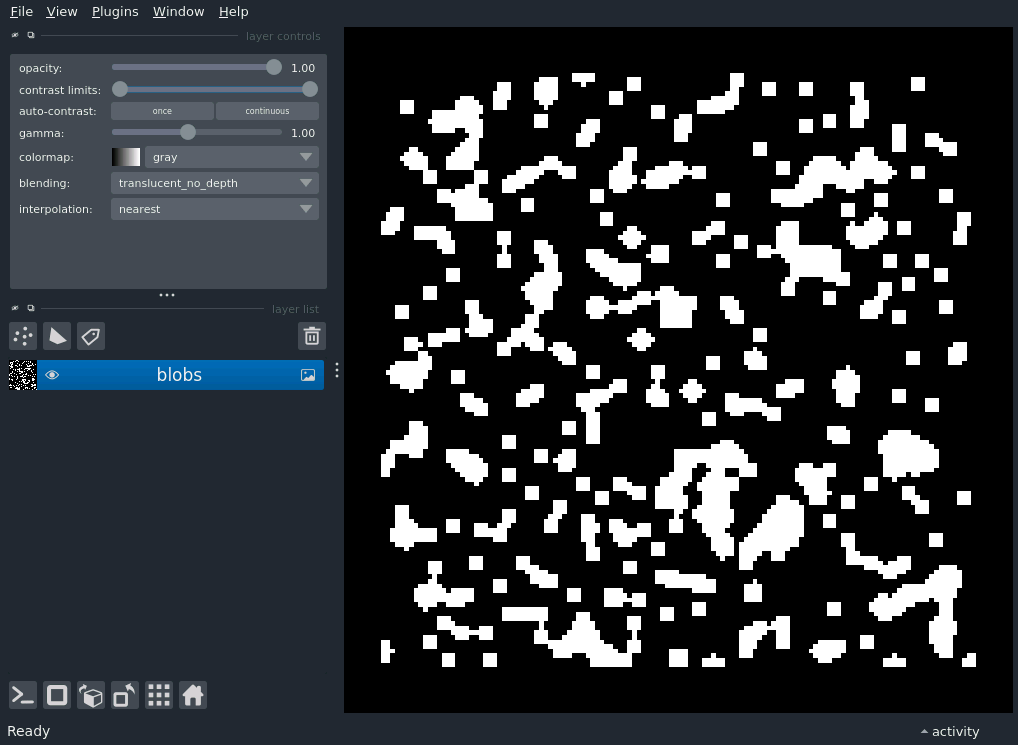 File View Plugins Window Help
layer controls
opacity: 1.00
contrast limits:
auto-contrast: once continuous
gamma: 1.00
colormap: gray
blending: translucent_no_depth
interpolation: nearest
layer list
blobs
Ready
activity